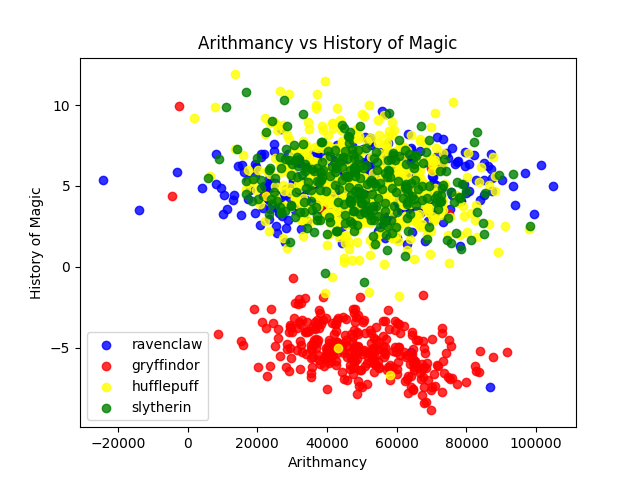 Arithmancy vs History of Magic
History of Magic
10
5
0
−5
ravenclaw
gryffindor
hufflepuff
slytherin
−20000 0 20000 40000 60000 80000 100000
Arithmancy